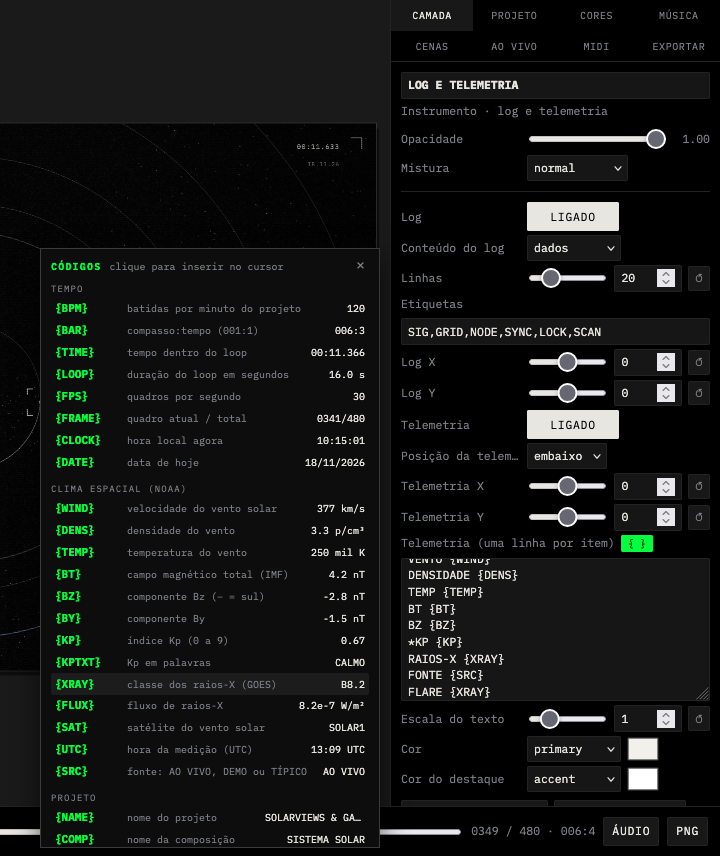 CAMADA PROJETO CORES MÚSICA
CENAS AO VIVO MIDI EXPORTAR
LOG E TELEMETRIA
Instrumento · log e telemetria
Opacidade 1.00
Mistura normal
Log LIGADO
Conteúdo do log dados
Linhas 20
Etiquetas
SIG,GRID,NODE,SYNC,LOCK,SCAN
Log X 0
Log Y 0
Telemetria LIGADO
Posição da telem… embaixo
Telemetria X 0
Telemetria Y 0
Telemetria (uma linha por item) { }
VENTO {WIND}
DENSIDADE {DENS}
TEMP {TEMP}
BT {BT}
BZ {BZ}
*KP {KP}
RAIOS-X {XRAY}
FONTE {SRC}
FLARE {XRAY}
Escala do texto 1
Cor primary
Cor do destaque accent
00:11.633
18.11.26
CÓDIGOS clique para inserir no cursor ×
TEMPO
{BPM} batidas por minuto do projeto 120
{BAR} compasso:tempo (001:1) 006:3
{TIME} tempo dentro do loop 00:11.366
{LOOP} duração do loop em segundos 16.0 s
{FPS} quadros por segundo 30
{FRAME} quadro atual / total 0341/480
{CLOCK} hora local agora 10:15:01
{DATE} data de hoje 18/11/2026
CLIMA ESPACIAL (NOAA)
{WIND} velocidade do vento solar 377 km/s
{DENS} densidade do vento 3.3 p/cm³
{TEMP} temperatura do vento 250 mil K
{BT} campo magnético total (IMF) 4.2 nT
{BZ} componente Bz (− = sul) -2.8 nT
{BY} componente By -1.5 nT
{KP} índice Kp (0 a 9) 0.67
{KPTXT} Kp em palavras CALMO
{XRAY} classe dos raios-X (GOES) B8.2
{FLUX} fluxo de raios-X 8.2e-7 W/m²
{SAT} satélite do vento solar SOLAR1
{UTC} hora da medição (UTC) 13:09 UTC
{SRC} fonte: AO VIVO, DEMO ou TÍPICO AO VIVO
PROJETO
{NAME} nome do projeto SOLARVIEWS & GA…
{COMP} nome da composição SISTEMA SOLAR
0349 / 480 · 006:4 ÁUDIO PNG